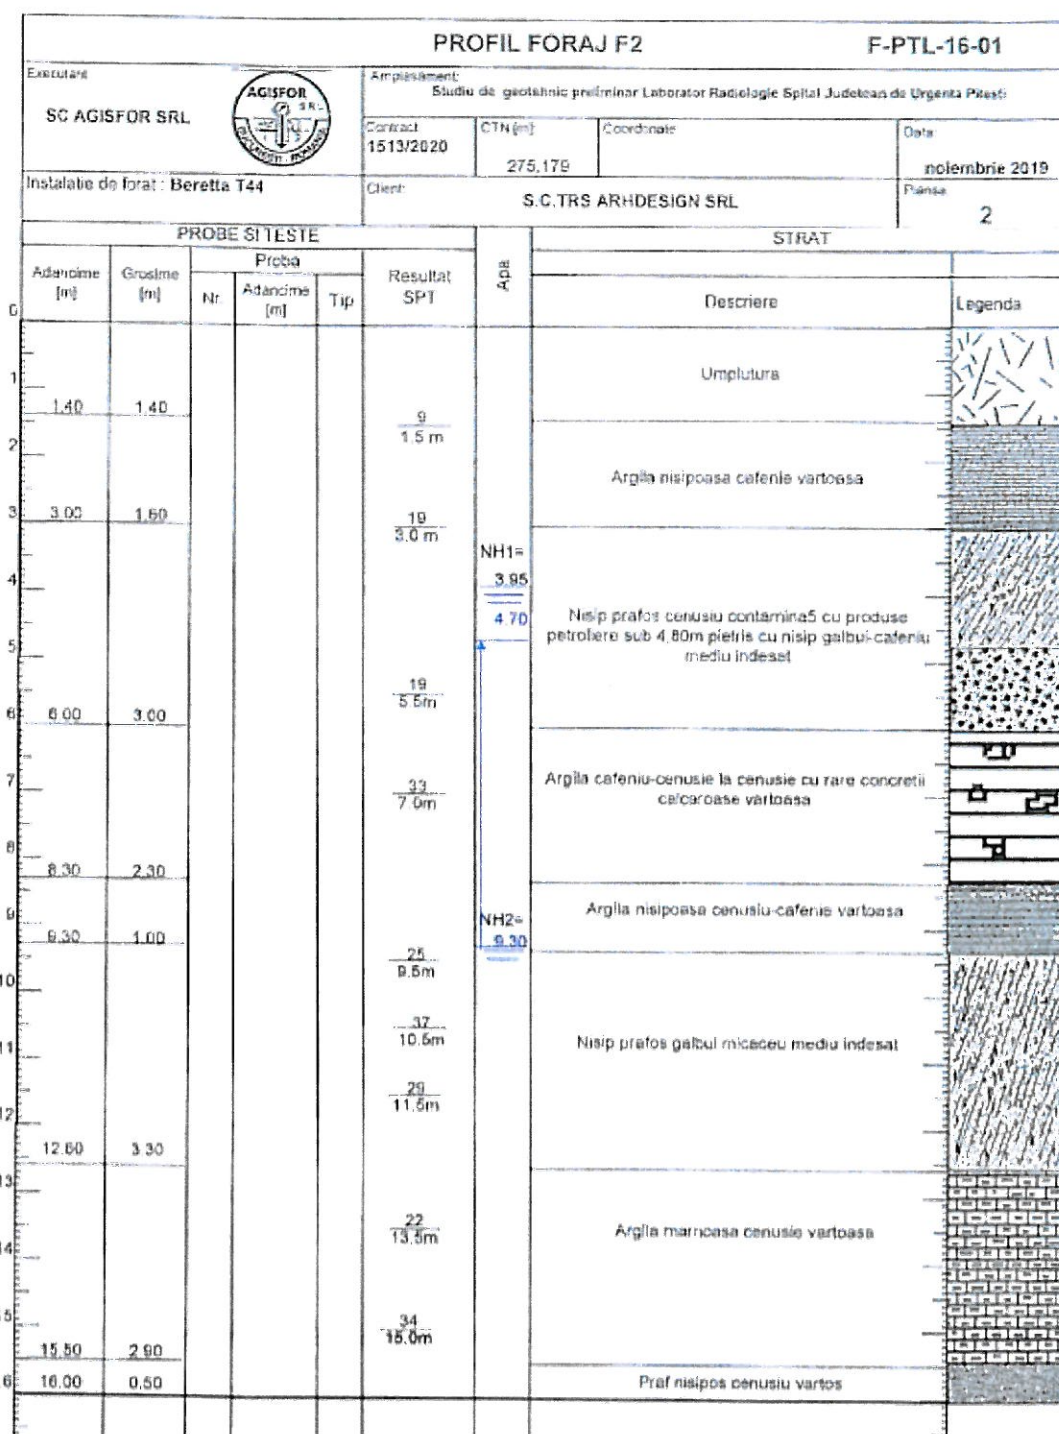 PROFIL FORAJ F2
F-PTL-16-01
Executant
SC AGISFOR SRL
AGISFOR
S R L
BUCURESTI - ROMANIA
Amplasament:
Studiu de geotehnic preliminar Laborator Radiologie Spital Judetean de Urgenta Pitesti
Contract
1513/2020
CTN [m]
275,179
Coordonate
Data
noiembrie 2019
Instalatie de forat : Beretta T44
Client:
S.C.TRS ARHDESIGN SRL
Plansa
2
PROBE SI TESTE
Apa
STRAT
Adancime
[m]
Grosime
[m]
Proba
Nr
Adancime
[m]
Tip
Resultat
SPT
Descriere
Legenda
0
Umplutura
1
1.40 1.40
9
1.5 m
2
Argila nisipoasa cafenie vartoasa
3
3.00 1.60
19
3.0 m
NH1=
3.95
4
4.70
Nisip prafos cenusiu contamina5 cu produse
petroliere sub 4,80m pietris cu nisip galbui-cafeniu
mediu indesat
5
19
5.5m
6
6.00 3.00
7
33
7.0m
Argila cafeniu-cenusie la cenusie cu rare concretii
calcaroase vartoasa
8
8.30 2.30
9
9.30 1.00
NH2=
9.30
Argila nisipoasa cenusiu-cafenie vartoasa
25
9.5m
10
37
10.5m
11
Nisip prafos galbui micaceu mediu indesat
29
11.5m
12
12.60 3.30
13
22
13.5m
Argila marnoasa cenusie vartoasa
14
34
15.0m
15
15.50 2.90
16.00 0.50
6
Praf nisipos cenusiu vartos